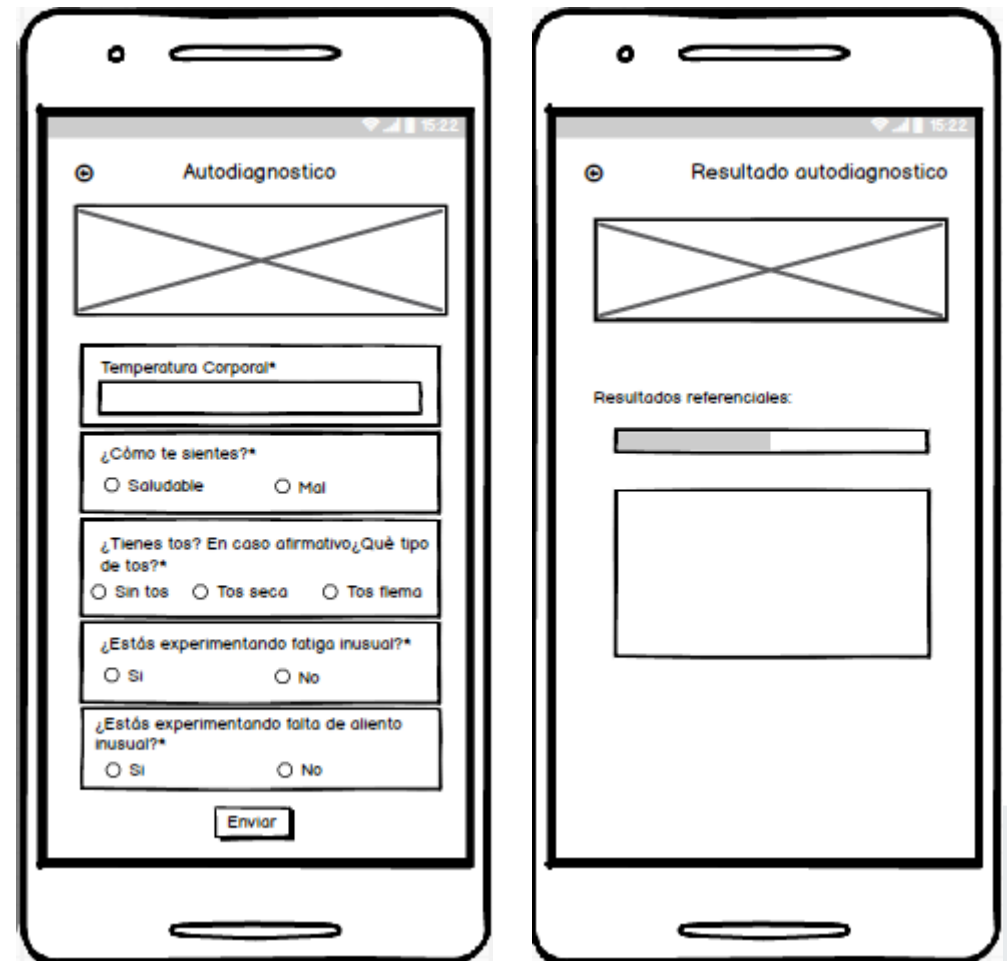 15:22
Autodiagnostico
Temperatura Corporal*
¿Cómo te sientes?*
Saludable
Mal
¿Tienes tos? En caso afirmativo¿Què tipo
de tos?*
Sin tos
Tos seca
Tos flema
¿Estás experimentando fatiga inusual?*
Si
No
¿Estás experimentando falta de aliento
inusual?*
Si
No
Enviar
15:22
Resultado autodiagnostico
Resultados referenciales: